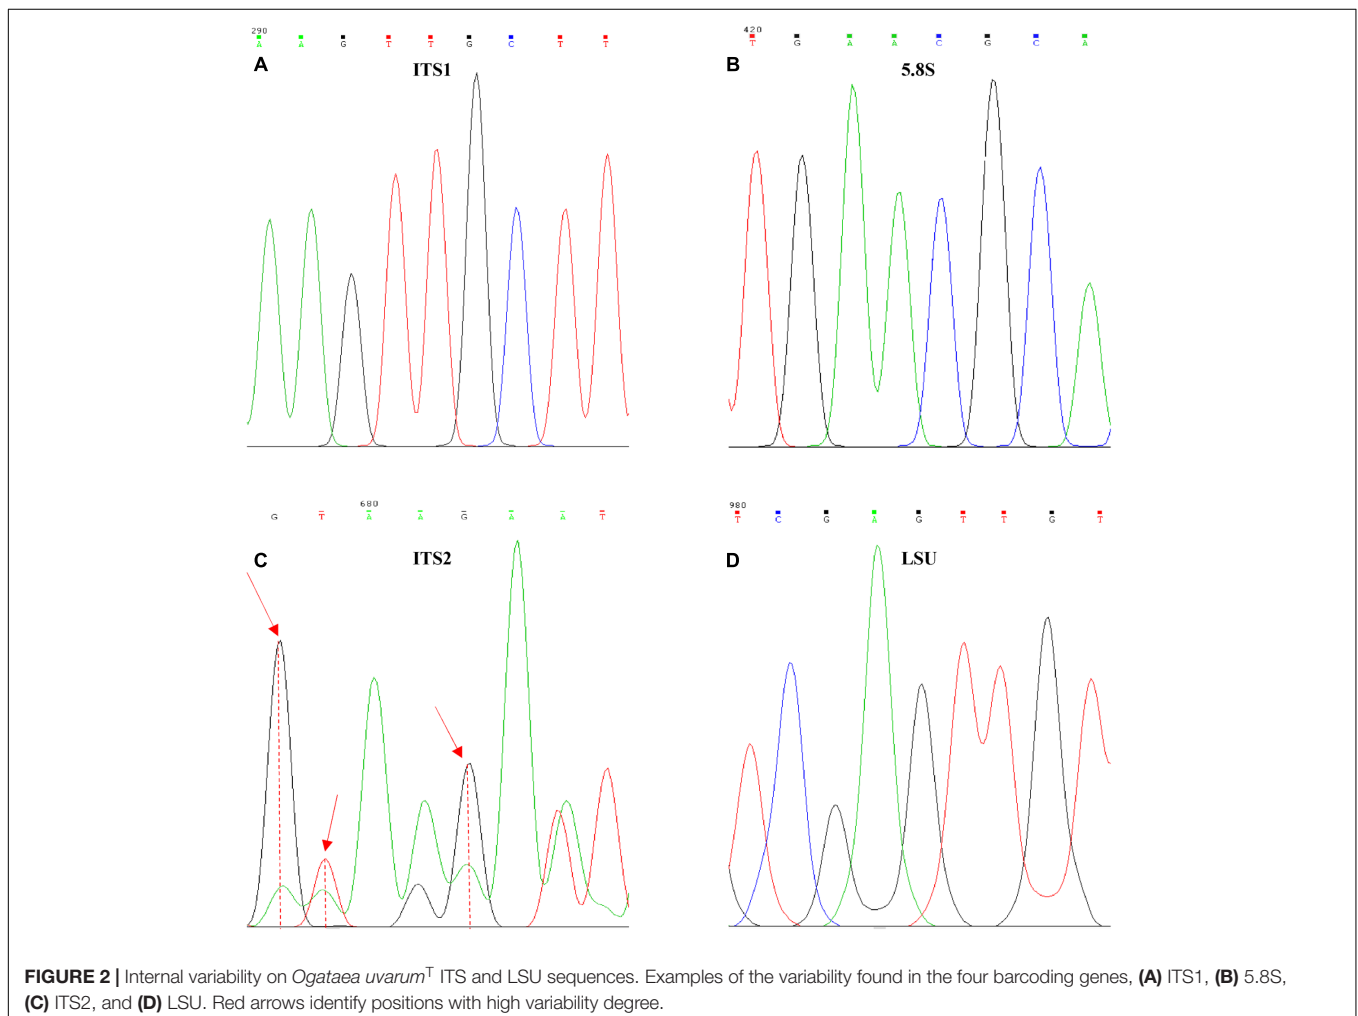 290
A A G T T G C T T
A ITS1
420
T G A A C G C A
B 5.8S
680
G T A A G A A T
C ITS2
980
T C G A G T T G T
D LSU
FIGURE 2 | Internal variability on Ogataea uvarumT ITS and LSU sequences. Examples of the variability found in the four barcoding genes, (A) ITS1, (B) 5.8S,
(C) ITS2, and (D) LSU. Red arrows identify positions with high variability degree.